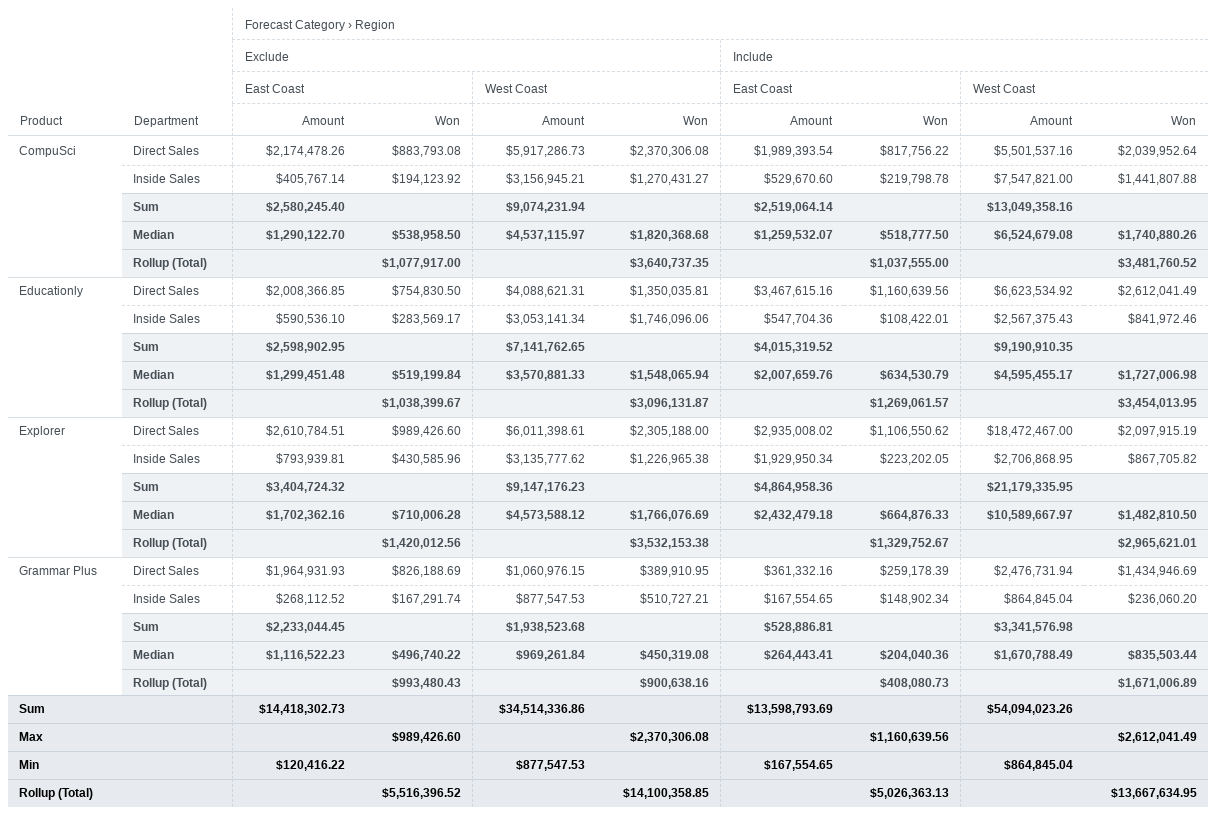 Forecast Category › Region
Exclude Include
East Coast West Coast East Coast West Coast
Product Department Amount Won Amount Won Amount Won Amount Won
CompuSci Direct Sales $2,174,478.26 $883,793.08 $5,917,286.73 $2,370,306.08 $1,989,393.54 $817,756.22 $5,501,537.16 $2,039,952.64
Inside Sales $405,767.14 $194,123.92 $3,156,945.21 $1,270,431.27 $529,670.60 $219,798.78 $7,547,821.00 $1,441,807.88
Sum $2,580,245.40 $9,074,231.94 $2,519,064.14 $13,049,358.16
Median $1,290,122.70 $538,958.50 $4,537,115.97 $1,820,368.68 $1,259,532.07 $518,777.50 $6,524,679.08 $1,740,880.26
Rollup (Total) $1,077,917.00 $3,640,737.35 $1,037,555.00 $3,481,760.52
Educationly Direct Sales $2,008,366.85 $754,830.50 $4,088,621.31 $1,350,035.81 $3,467,615.16 $1,160,639.56 $6,623,534.92 $2,612,041.49
Inside Sales $590,536.10 $283,569.17 $3,053,141.34 $1,746,096.06 $547,704.36 $108,422.01 $2,567,375.43 $841,972.46
Sum $2,598,902.95 $7,141,762.65 $4,015,319.52 $9,190,910.35
Median $1,299,451.48 $519,199.84 $3,570,881.33 $1,548,065.94 $2,007,659.76 $634,530.79 $4,595,455.17 $1,727,006.98
Rollup (Total) $1,038,399.67 $3,096,131.87 $1,269,061.57 $3,454,013.95
Explorer Direct Sales $2,610,784.51 $989,426.60 $6,011,398.61 $2,305,188.00 $2,935,008.02 $1,106,550.62 $18,472,467.00 $2,097,915.19
Inside Sales $793,939.81 $430,585.96 $3,135,777.62 $1,226,965.38 $1,929,950.34 $223,202.05 $2,706,868.95 $867,705.82
Sum $3,404,724.32 $9,147,176.23 $4,864,958.36 $21,179,335.95
Median $1,702,362.16 $710,006.28 $4,573,588.12 $1,766,076.69 $2,432,479.18 $664,876.33 $10,589,667.97 $1,482,810.50
Rollup (Total) $1,420,012.56 $3,532,153.38 $1,329,752.67 $2,965,621.01
Grammar Plus Direct Sales $1,964,931.93 $826,188.69 $1,060,976.15 $389,910.95 $361,332.16 $259,178.39 $2,476,731.94 $1,434,946.69
Inside Sales $268,112.52 $167,291.74 $877,547.53 $510,727.21 $167,554.65 $148,902.34 $864,845.04 $236,060.20
Sum $2,233,044.45 $1,938,523.68 $528,886.81 $3,341,576.98
Median $1,116,522.23 $496,740.22 $969,261.84 $450,319.08 $264,443.41 $204,040.36 $1,670,788.49 $835,503.44
Rollup (Total) $993,480.43 $900,638.16 $408,080.73 $1,671,006.89
Sum $14,418,302.73 $34,514,336.86 $13,598,793.69 $54,094,023.26
Max $989,426.60 $2,370,306.08 $1,160,639.56 $2,612,041.49
Min $120,416.22 $877,547.53 $167,554.65 $864,845.04
Rollup (Total) $5,516,396.52 $14,100,358.85 $5,026,363.13 $13,667,634.95